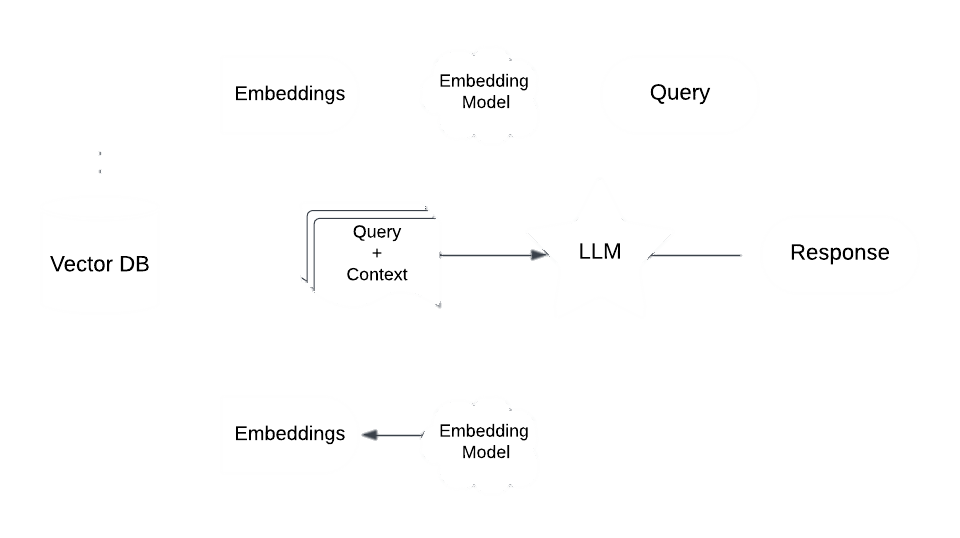 Embeddings
Embedding
Model
Query
Query
+
Context
Vector DB
LLM
Response
Embeddings
Embedding
Model